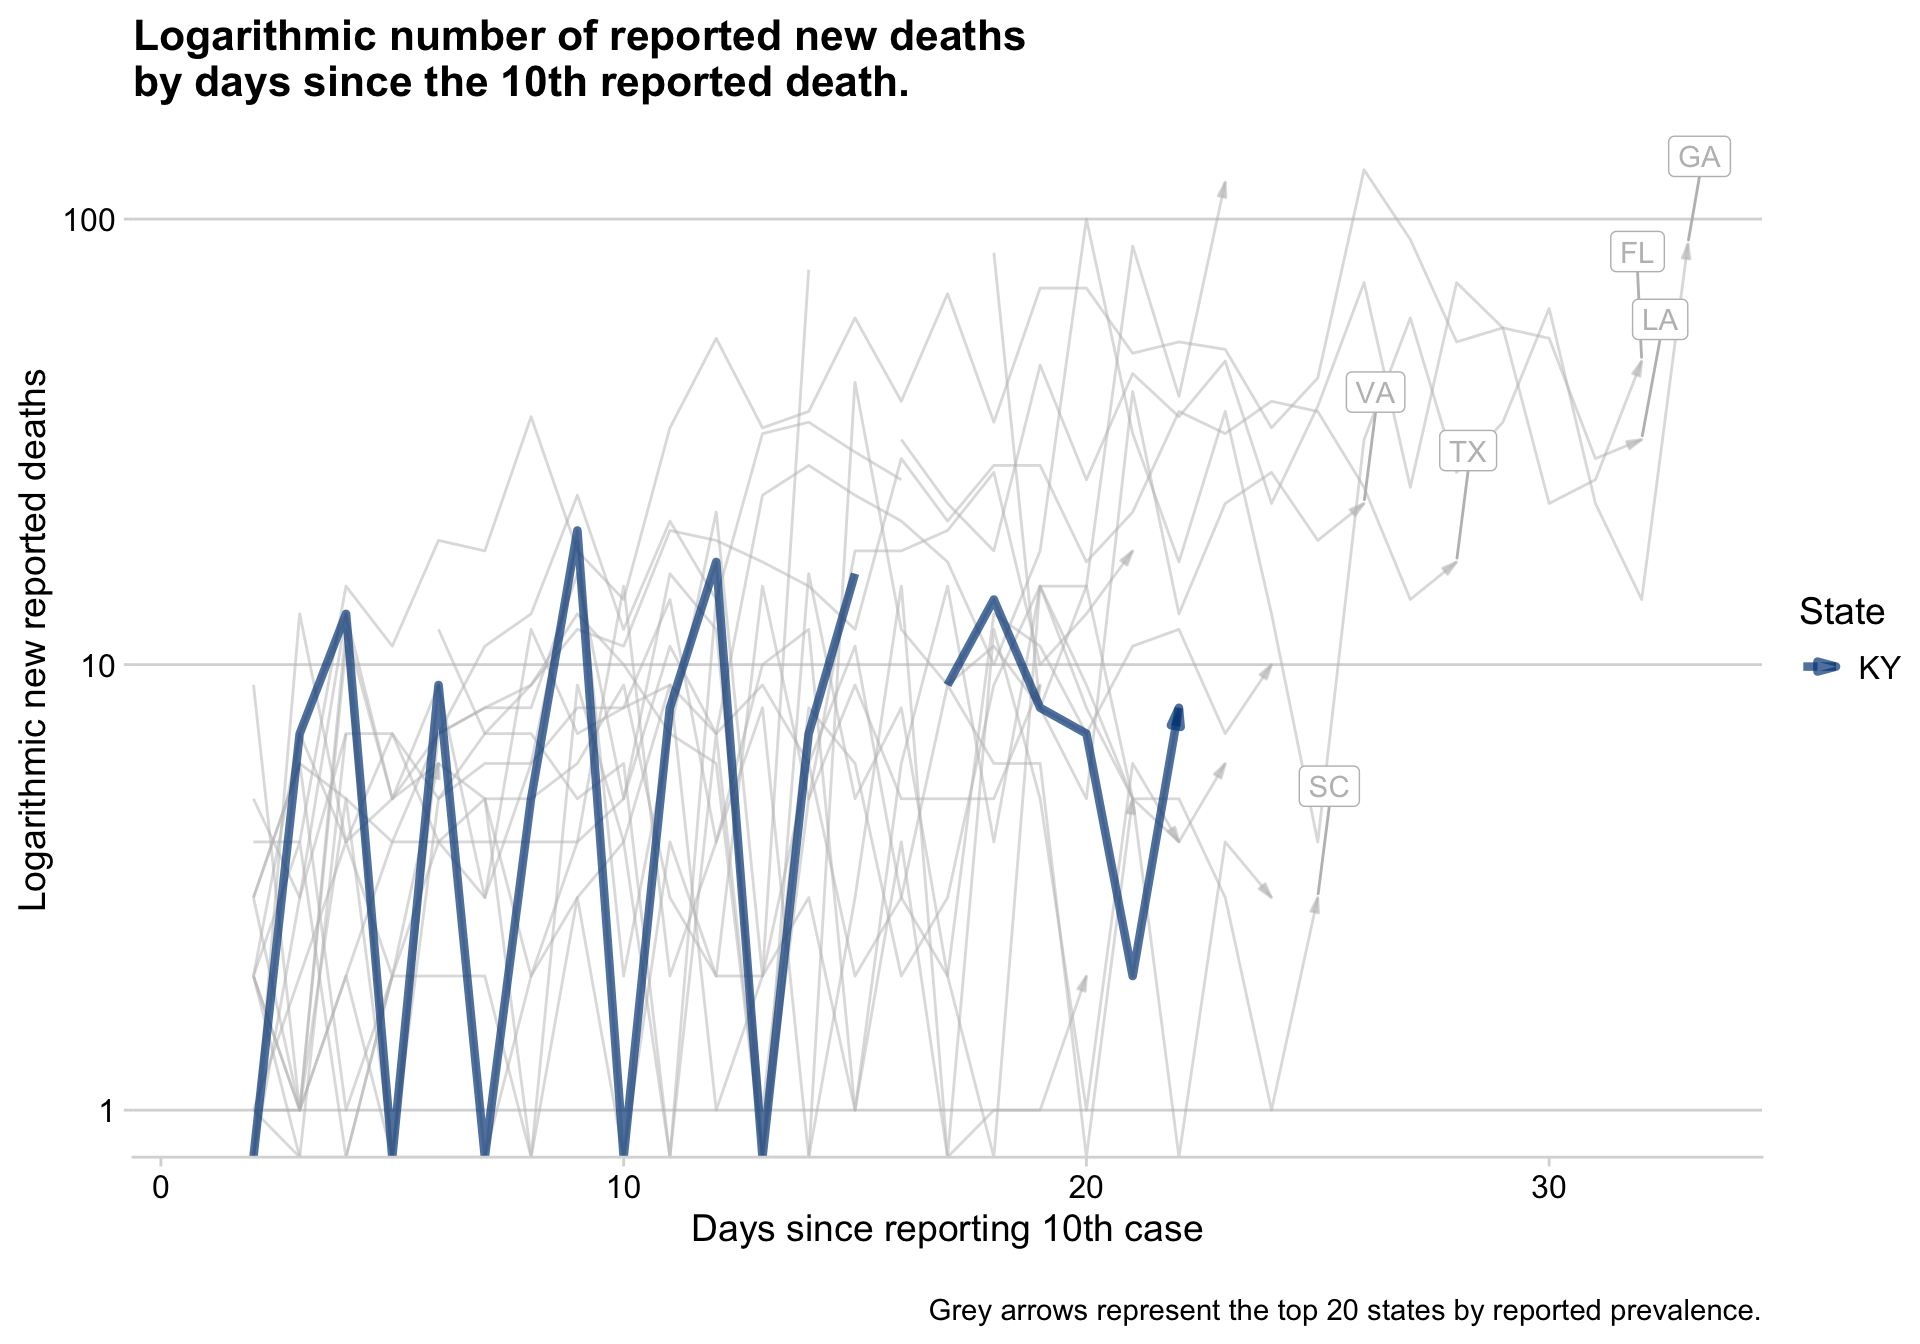 Logarithmic number of reported new deaths
by days since the 10th reported death.
GA
100
FL
LA
VA
TX
Logarithmic new reported deaths
State
10
KY
SC
1
0 10 20 30
Days since reporting 10th case
Grey arrows represent the top 20 states by reported prevalence.